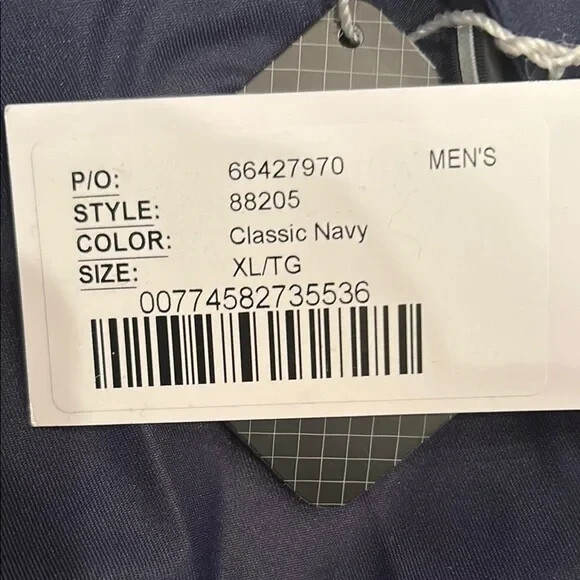 P/O: 66427970 MEN'S
STYLE: 88205
COLOR: Classic Navy
SIZE: XL/TG
00774582735536